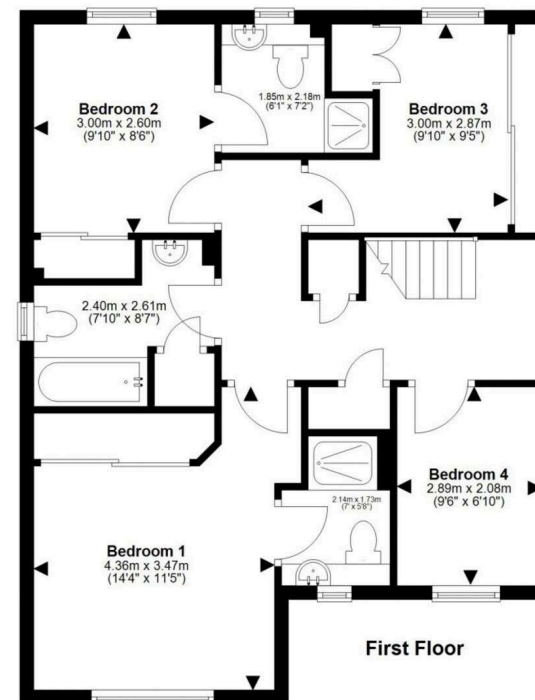 Bedroom 2
3.00m x 2.60m
(9'10" x 8'6")
1.85m x 2.18m
(6'1" x 7'2")
Bedroom 3
3.00m x 2.87m
(9'10" x 9'5")
2.40m x 2.61m
(7'10" x 8'7")
Bedroom 4
2.89m x 2.08m
(9'6" x 6'10")
2.14m x 1.73m
(7' x 5'8")
Bedroom 1
4.36m x 3.47m
(14'4" x 11'5")
First Floor